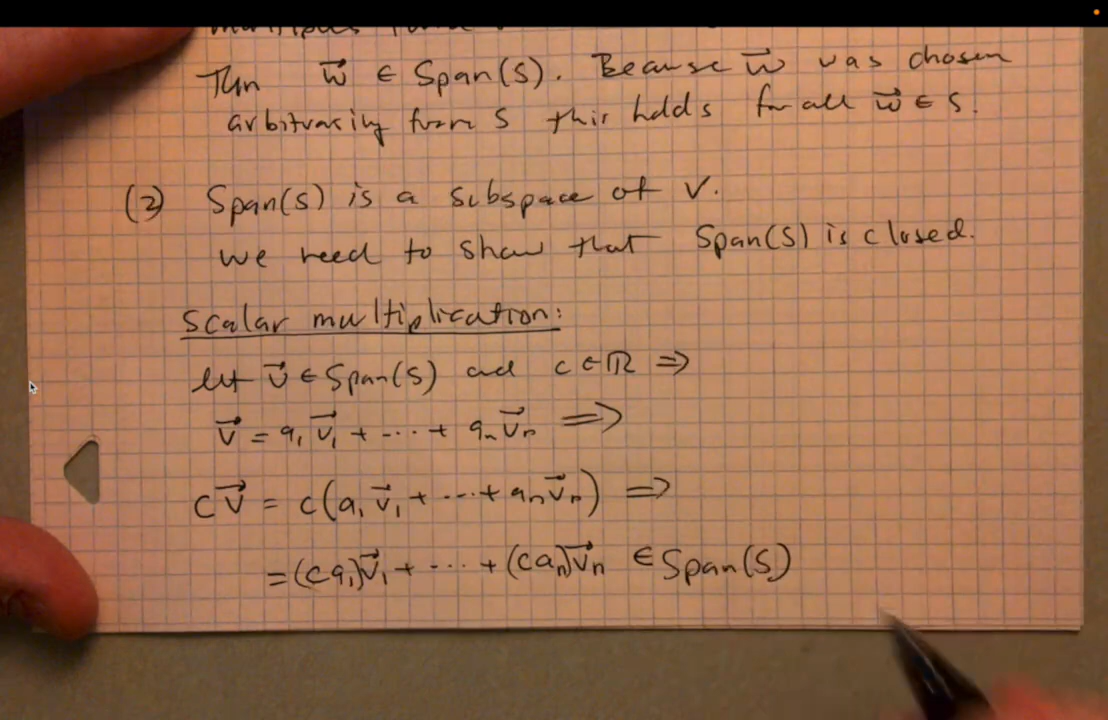 Then w⃗ ∈ Span(S). Because w⃗ was chosen
arbitrarily from S this holds for all w⃗ ∈ S.
(2) Span(S) is a subspace of V.
We need to show that Span(S) is closed.
Scalar multiplication:
let v⃗ ∈ Span(S) and c ∈ ℝ ⇒
v⃗ = a₁v⃗₁ + ··· + aₙv⃗ₙ ⇒
cv⃗ = c(a₁v⃗₁ + ··· + aₙv⃗ₙ) ⇒
= (ca₁)v⃗₁ + ··· + (caₙ)v⃗ₙ ∈ Span(S)